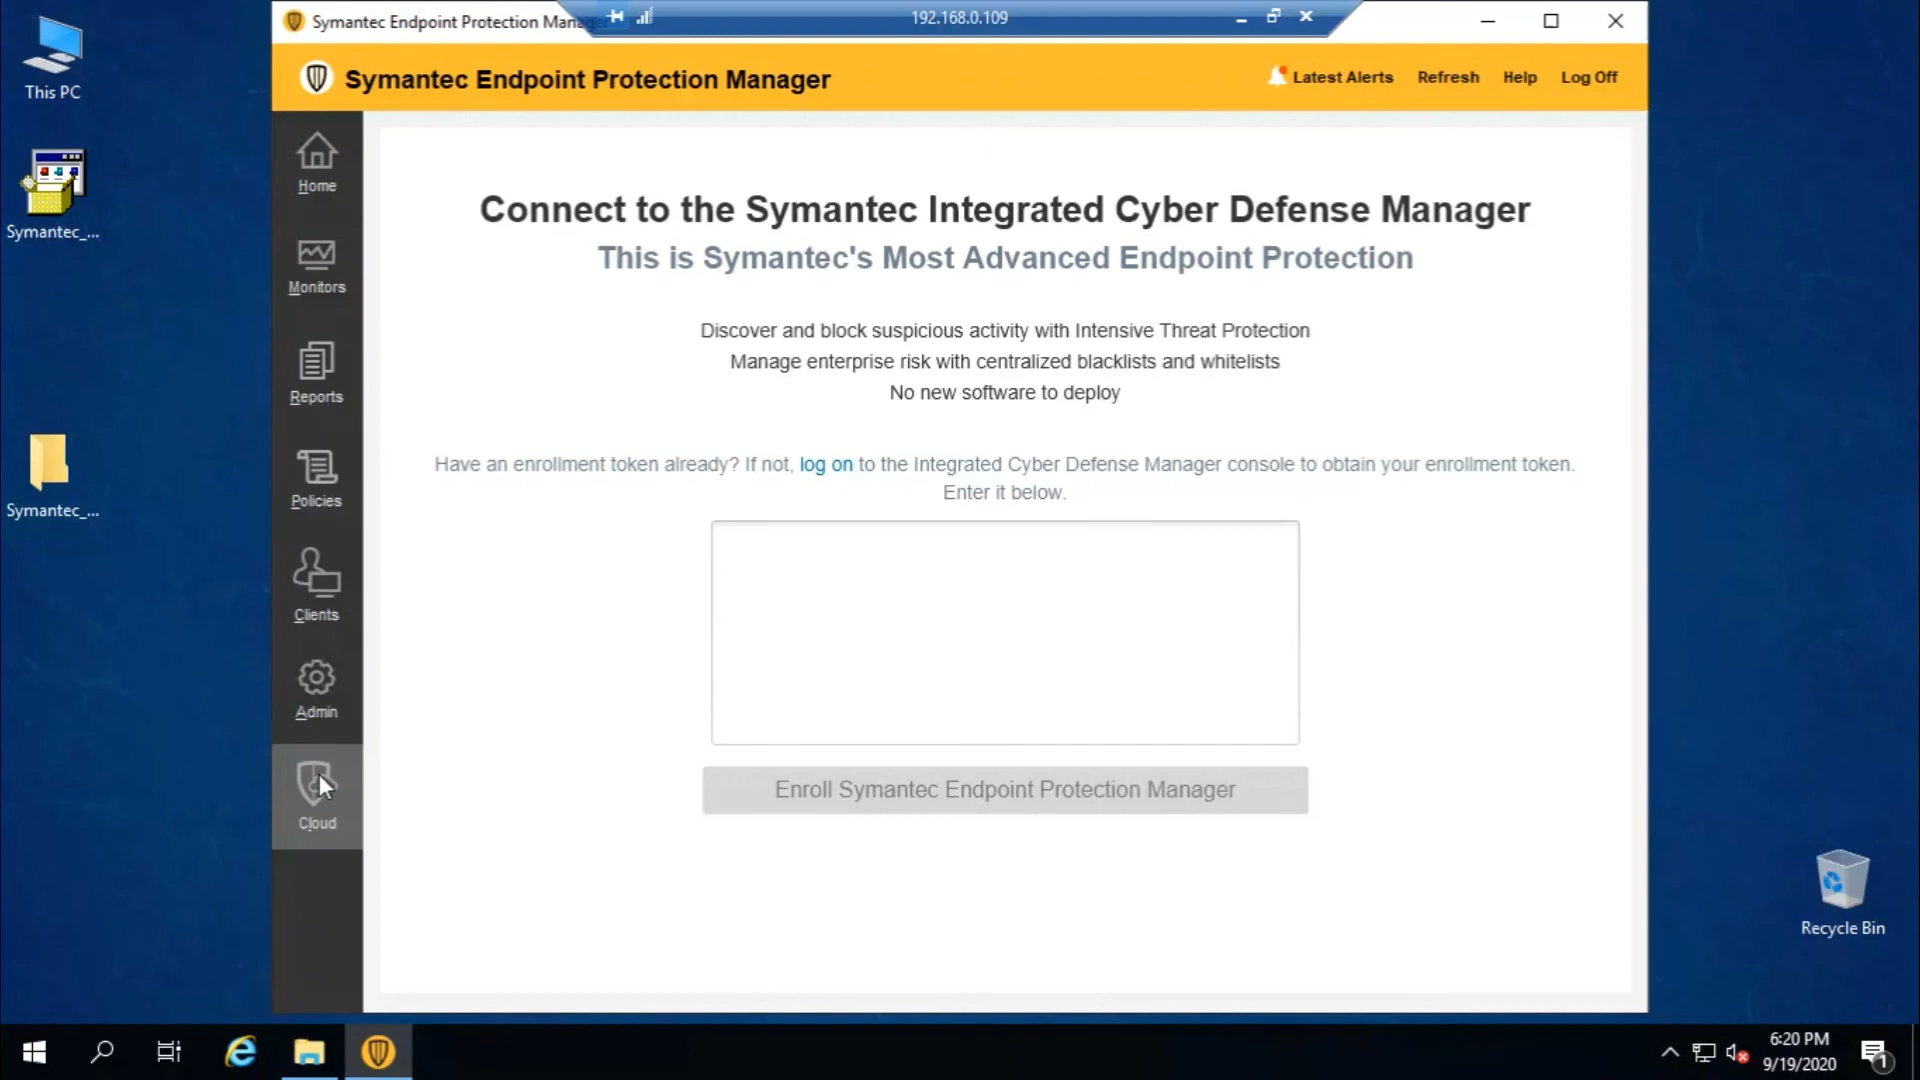 This PC
Symantec_...
Symantec_...
Recycle Bin
Symantec Endpoint Protection Manage
192.168.0.109
Symantec Endpoint Protection Manager
Latest Alerts
Refresh
Help
Log Off
Home
Monitors
Reports
Policies
Clients
Admin
Cloud
Connect to the Symantec Integrated Cyber Defense Manager
This is Symantec's Most Advanced Endpoint Protection
Discover and block suspicious activity with Intensive Threat Protection
Manage enterprise risk with centralized blacklists and whitelists
No new software to deploy
Have an enrollment token already? If not, log on to the Integrated Cyber Defense Manager console to obtain your enrollment token.
Enter it below.
Enroll Symantec Endpoint Protection Manager
6:20 PM
9/19/2020
1